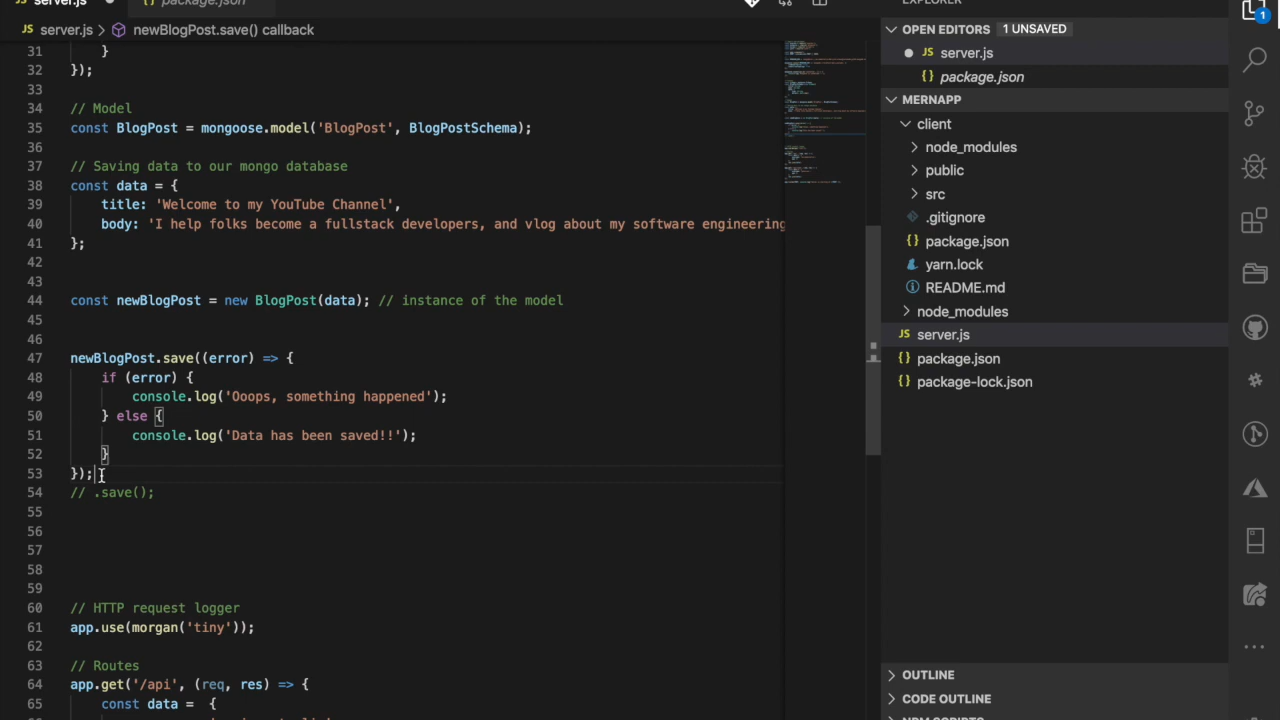 JS server.js
{} package.json
JS server.js > newBlogPost.save() callback
31 }
32 });
33
34 // Model
35 const BlogPost = mongoose.model('BlogPost', BlogPostSchema);
36
37 // Saving data to our mongo database
38 const data = {
39 title: 'Welcome to my YouTube Channel',
40 body: 'I help folks become a fullstack developers, and vlog about my software engineering
41 };
42
43
44 const newBlogPost = new BlogPost(data); // instance of the model
45
46
47 newBlogPost.save((error) => {
48 if (error) {
49 console.log('Ooops, something happened');
50 } else {
51 console.log('Data has been saved!!');
52 }
53 });
54 // .save();
55
56
57
58
59
60 // HTTP request logger
61 app.use(morgan('tiny'));
62
63 // Routes
64 app.get('/api', (req, res) => {
65 const data = {
EXPLORER
OPEN EDITORS 1 UNSAVED
JS server.js
{} package.json
MERNAPP
client
node_modules
public
src
.gitignore
{} package.json
yarn.lock
README.md
node_modules
JS server.js
{} package.json
{} package-lock.json
OUTLINE
CODE OUTLINE
NPM SCRIPTS
1